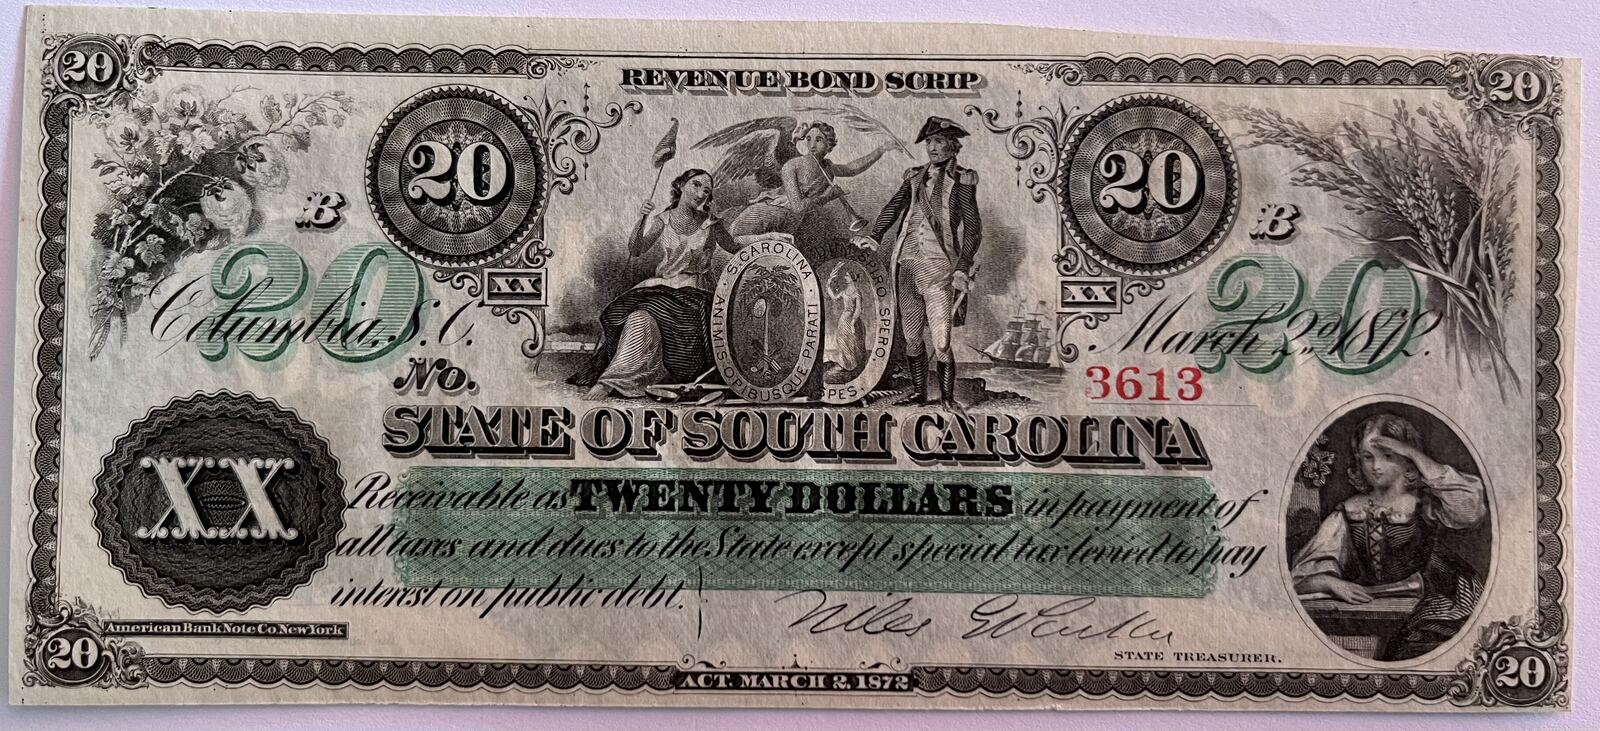 20 REVENUE BOND SCRIP 20
20 20
B B
20 20
XX XX
Columbia, S.C. March 2nd 1872.
S. CAROLINA. ANIMIS OPIBUSQUE PARATI.
DUM SPIRO SPERO. SPES.
No. 3613
STATE OF SOUTH CAROLINA
XX
Receivable as TWENTY DOLLARS in payment of
all taxes and dues to the State except special tax levied to pay
interest on public debt.
Niles G Parker
STATE TREASURER.
American Bank Note Co. New York
20 ACT. MARCH 2, 1872 20